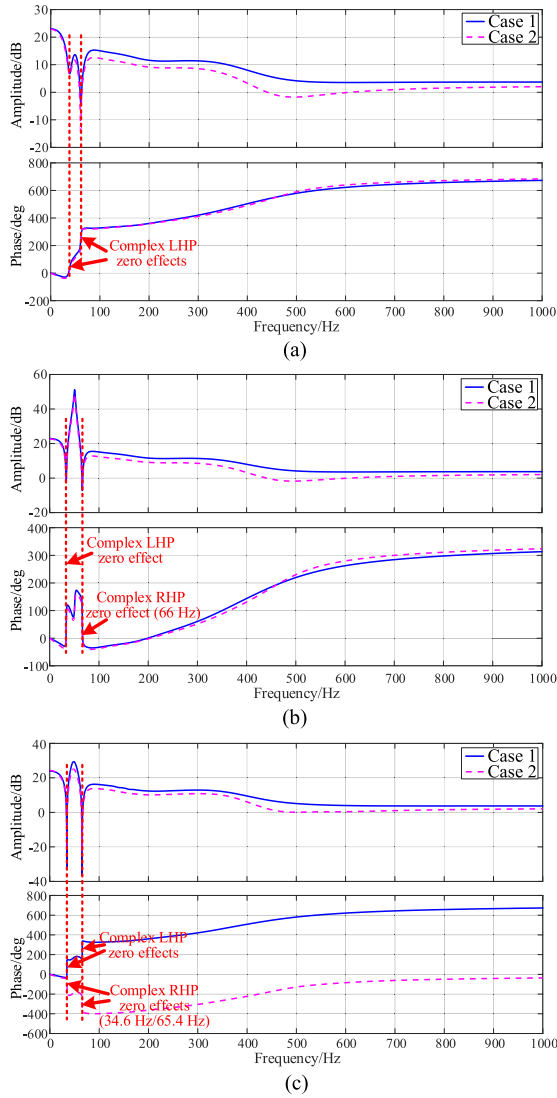 30
20
10
0
-10
-20
Amplitude/dB
Case 1
Case 2
800
600
400
200
0
-200
Phase/deg
Complex LHP
zero effects
0 100 200 300 400 500 600 700 800 900 1000
Frequency/Hz
(a)
60
40
20
0
20
Amplitude/dB
Case 1
Case 2
400
300
200
100
0
-100
Phase/deg
Complex LHP
zero effect
Complex RHP
zero effect (66 Hz)
0 100 200 300 400 500 600 700 800 900 1000
Frequency/Hz
(b)
40
20
0
20
40
Amplitude/dB
Case 1
Case 2
800
600
400
200
0
-200
-400
-600
Phase/deg
Complex LHP
zero effects
Complex RHP
zero effects
(34.6 Hz/65.4 Hz)
0 100 200 300 400 500 600 700 800 900 1000
Frequency/Hz
(c)